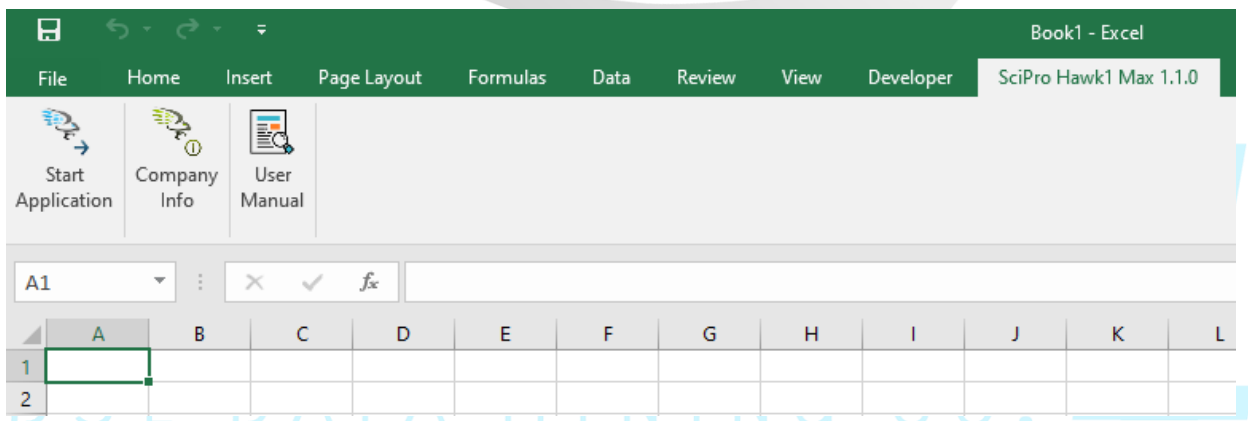 Book1 - Excel
File Home Insert Page Layout Formulas Data Review View Developer SciPro Hawk1 Max 1.1.0
Start Company User
Application Info Manual
A1 fx
A B C D E F G H I J K L
1
2